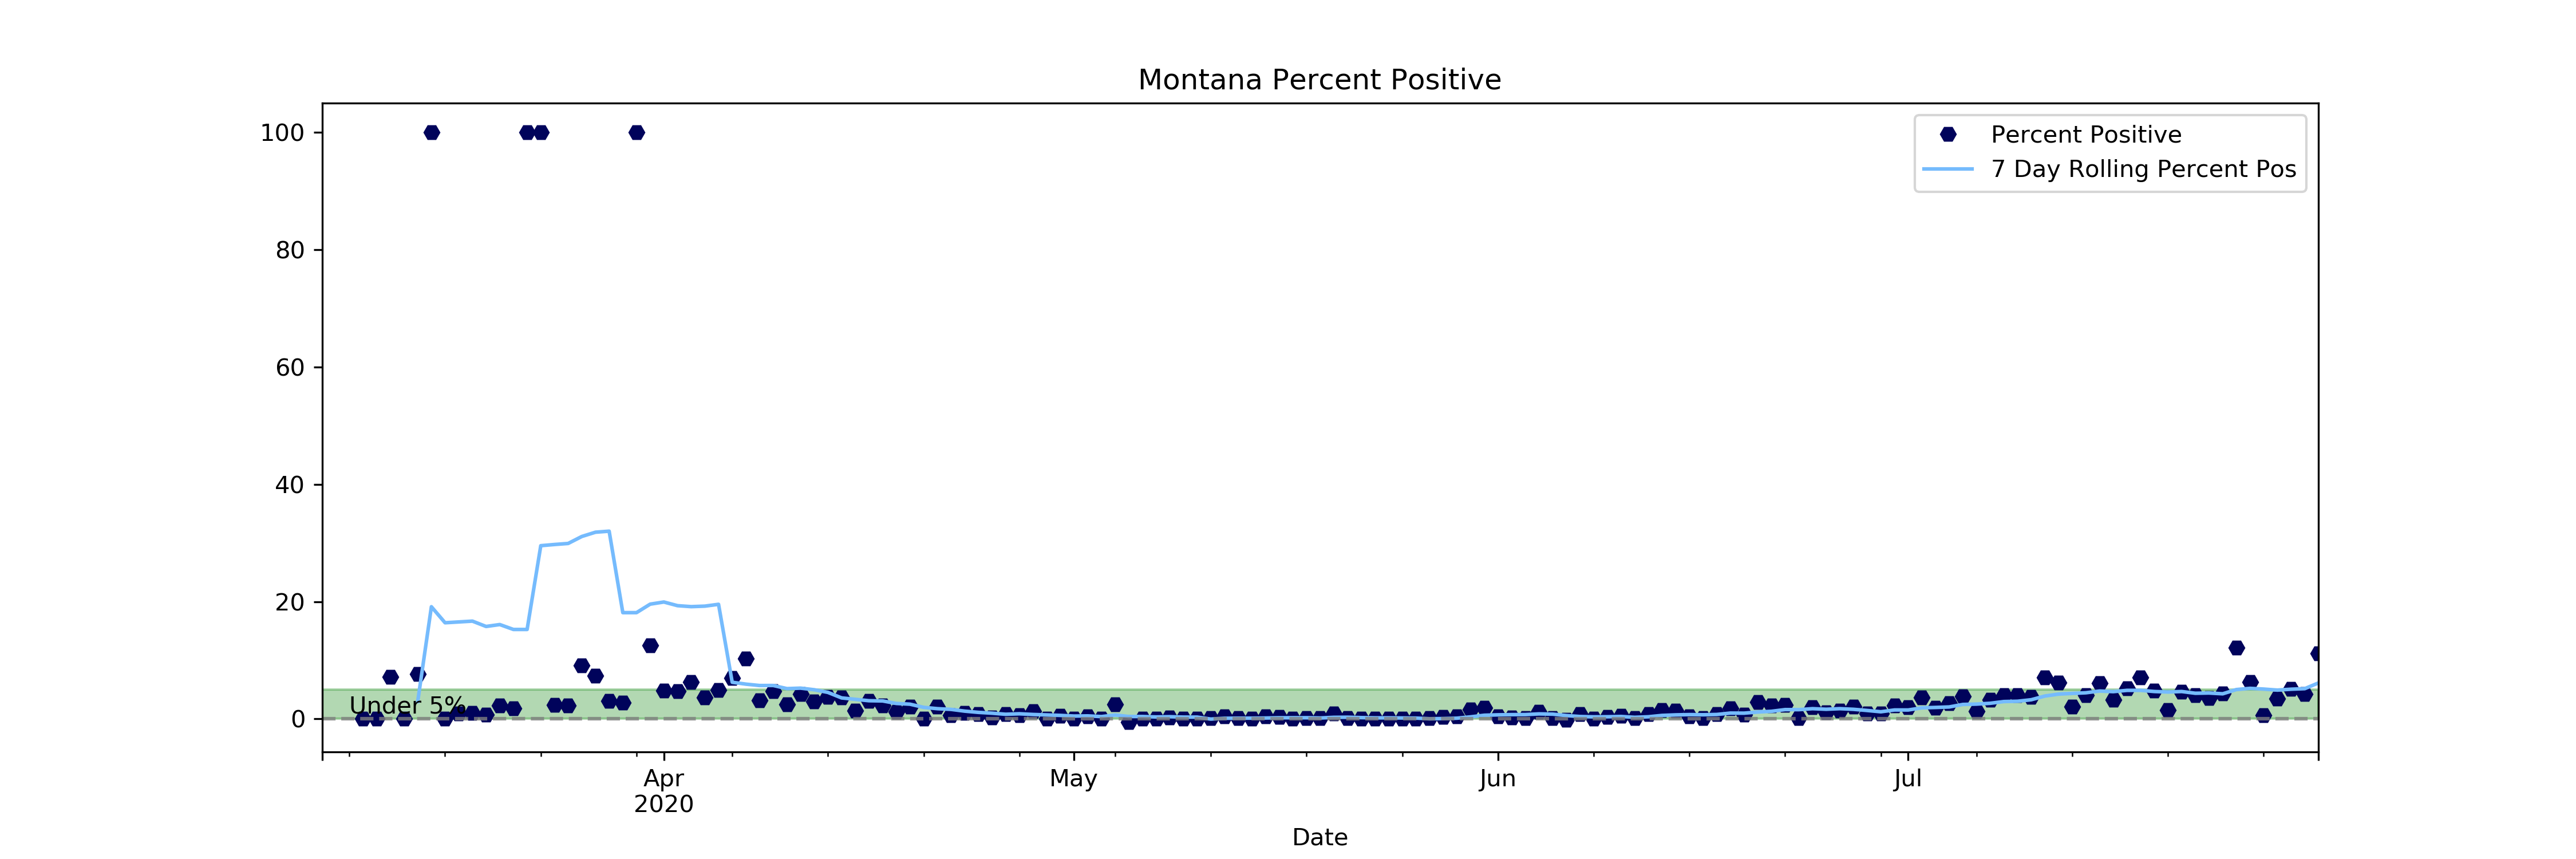 Montana Percent Positive
100
80
60
40
20
0
Percent Positive
7 Day Rolling Percent Pos
Under 5%
Apr
2020
May
Jun
Jul
Date